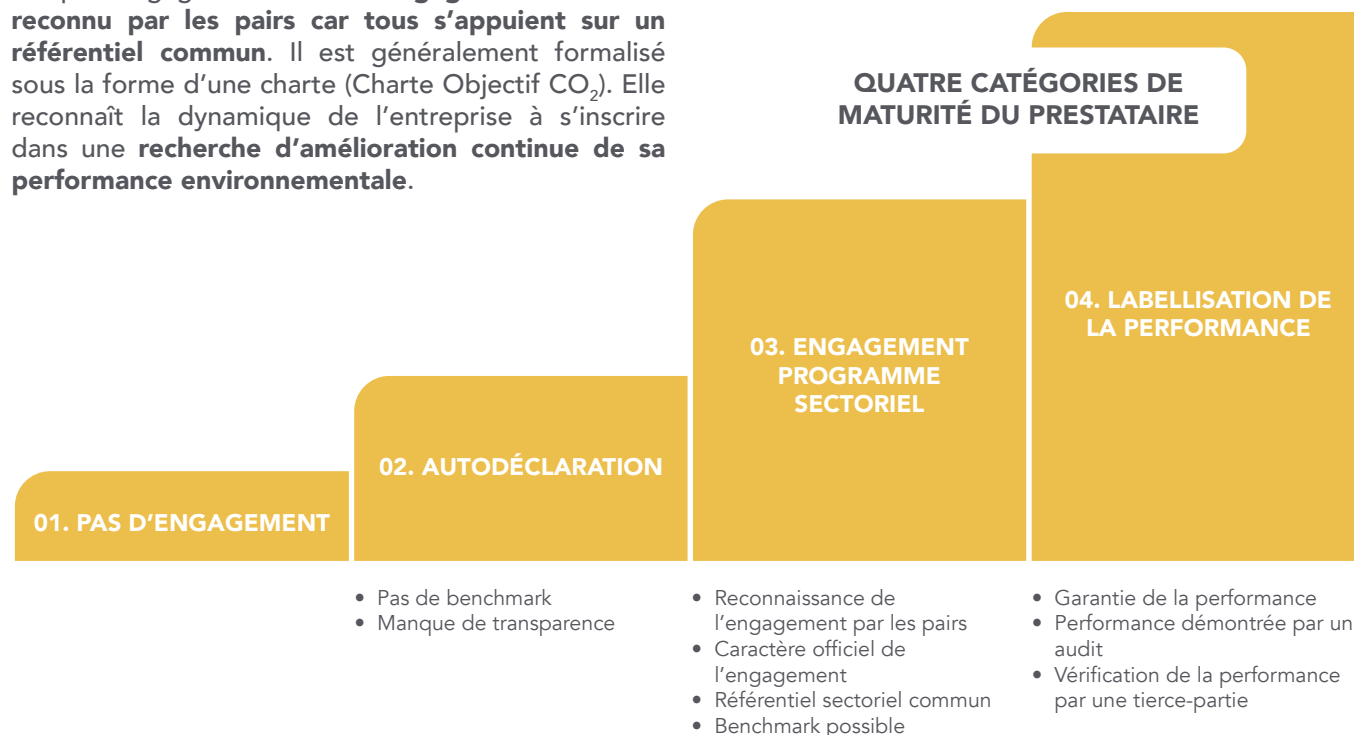 reconnu par les pairs car tous s’appuient sur un
référentiel commun. Il est généralement formalisé
sous la forme d’une charte (Charte Objectif CO2). Elle
reconnaît la dynamique de l’entreprise à s’inscrire
dans une recherche d’amélioration continue de sa
performance environnementale.
QUATRE CATÉGORIES DE
MATURITÉ DU PRESTATAIRE
01. PAS D’ENGAGEMENT
02. AUTODÉCLARATION
• Pas de benchmark
• Manque de transparence
03. ENGAGEMENT
PROGRAMME
SECTORIEL
• Reconnaissance de
l’engagement par les pairs
• Caractère officiel de
l’engagement
• Référentiel sectoriel commun
• Benchmark possible
04. LABELLISATION DE
LA PERFORMANCE
• Garantie de la performance
• Performance démontrée par un
audit
• Vérification de la performance
par une tierce-partie